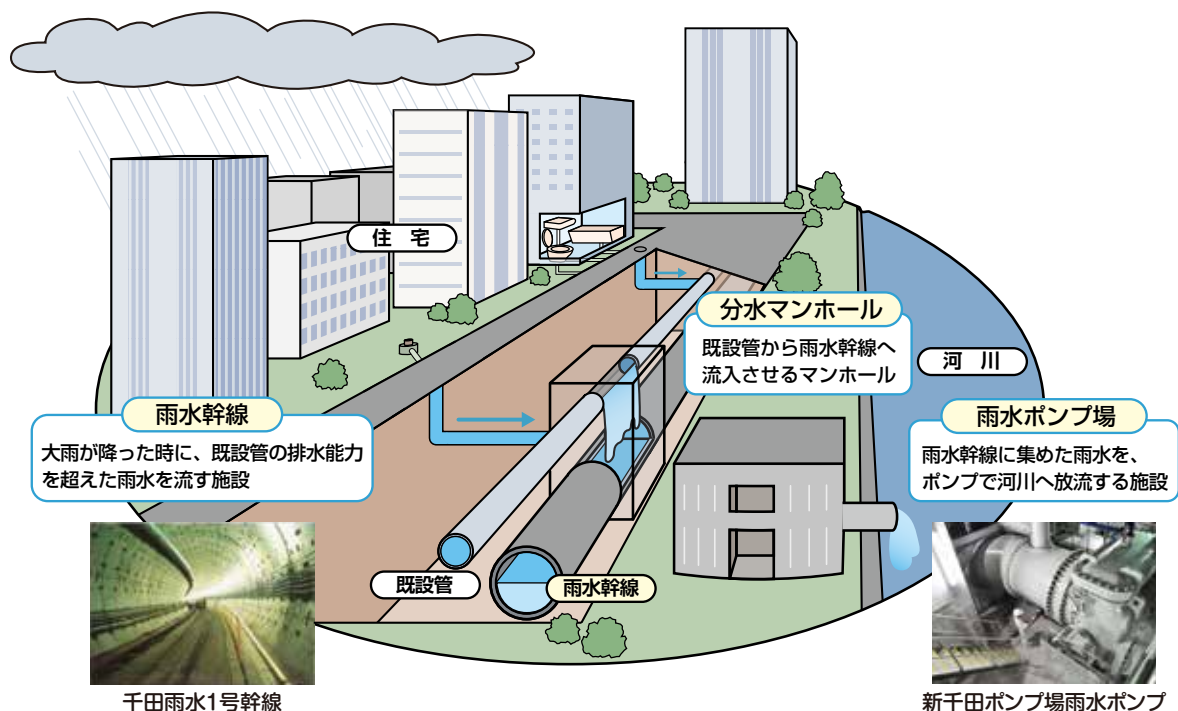 住 宅
分水マンホール
既設管から雨水幹線へ
流入させるマンホール
河 川
雨水幹線
大雨が降った時に、既設管の排水能力
を超えた雨水を流す施設
雨水ポンプ場
雨水幹線に集めた雨水を、
ポンプで河川へ放流する施設
既設管
雨水幹線
千田雨水1号幹線
新千田ポンプ場雨水ポンプ